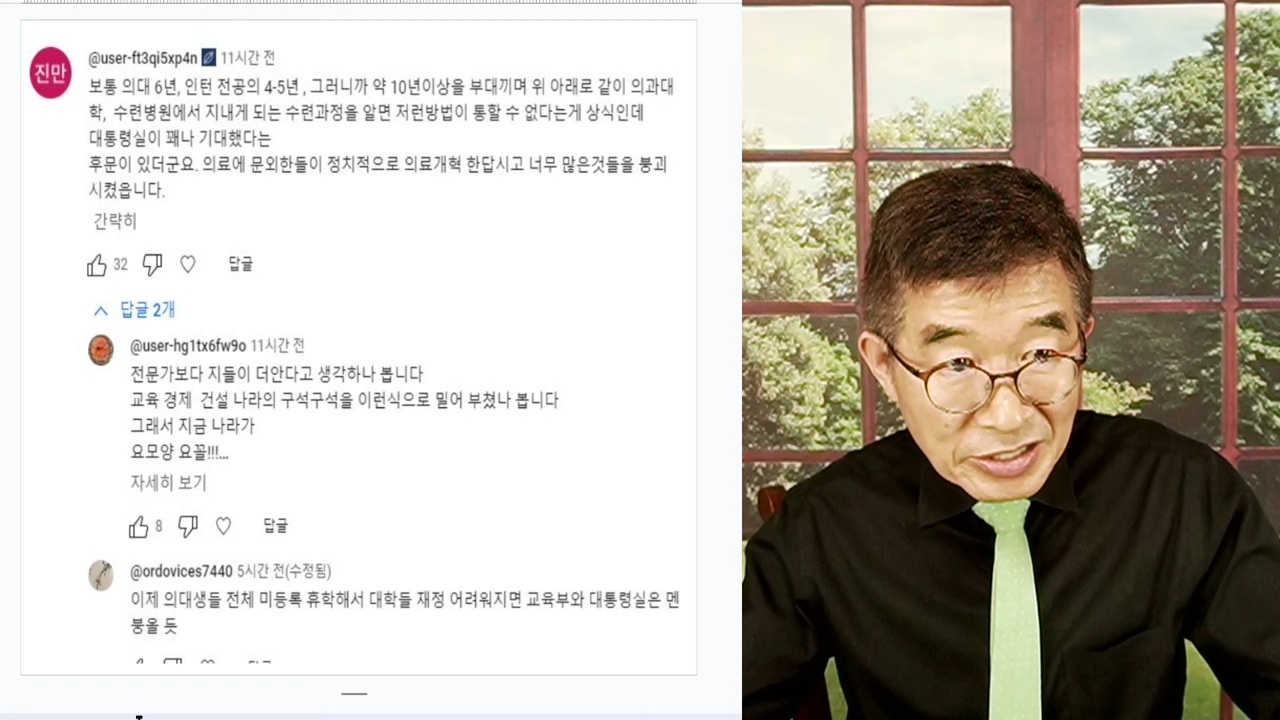 진만
@user-ft3qi5xp4n 11시간 전
보통 의대 6년, 인턴 전공의 4-5년 , 그러니까 약 10년이상을 부대끼며 위 아래로 같이 의과대
학, 수련병원에서 지내게 되는 수련과정을 알면 저런방법이 통할 수 없다는게 상식인데
대통령실이 꽤나 기대했다는
후문이 있더군요. 의료에 문외한들이 정치적으로 의료개혁 한답시고 너무 많은것들을 붕괴
시켰읍니다.
간략히
32 답글
답글 2개
@user-hg1tx6fw9o 11시간 전
전문가보다 지들이 더안다고 생각하나 봅니다
교육 경제 건설 나라의 구석구석을 이런식으로 밀어 부쳤나 봅니다
그래서 지금 나라가
요모양 요꼴!!!...
자세히 보기
8 답글
@ordovices7440 5시간 전(수정됨)
이제 의대생들 전체 미등록 휴학해서 대학들 재정 어려워지면 교육부와 대통령실은 멘
붕올 듯